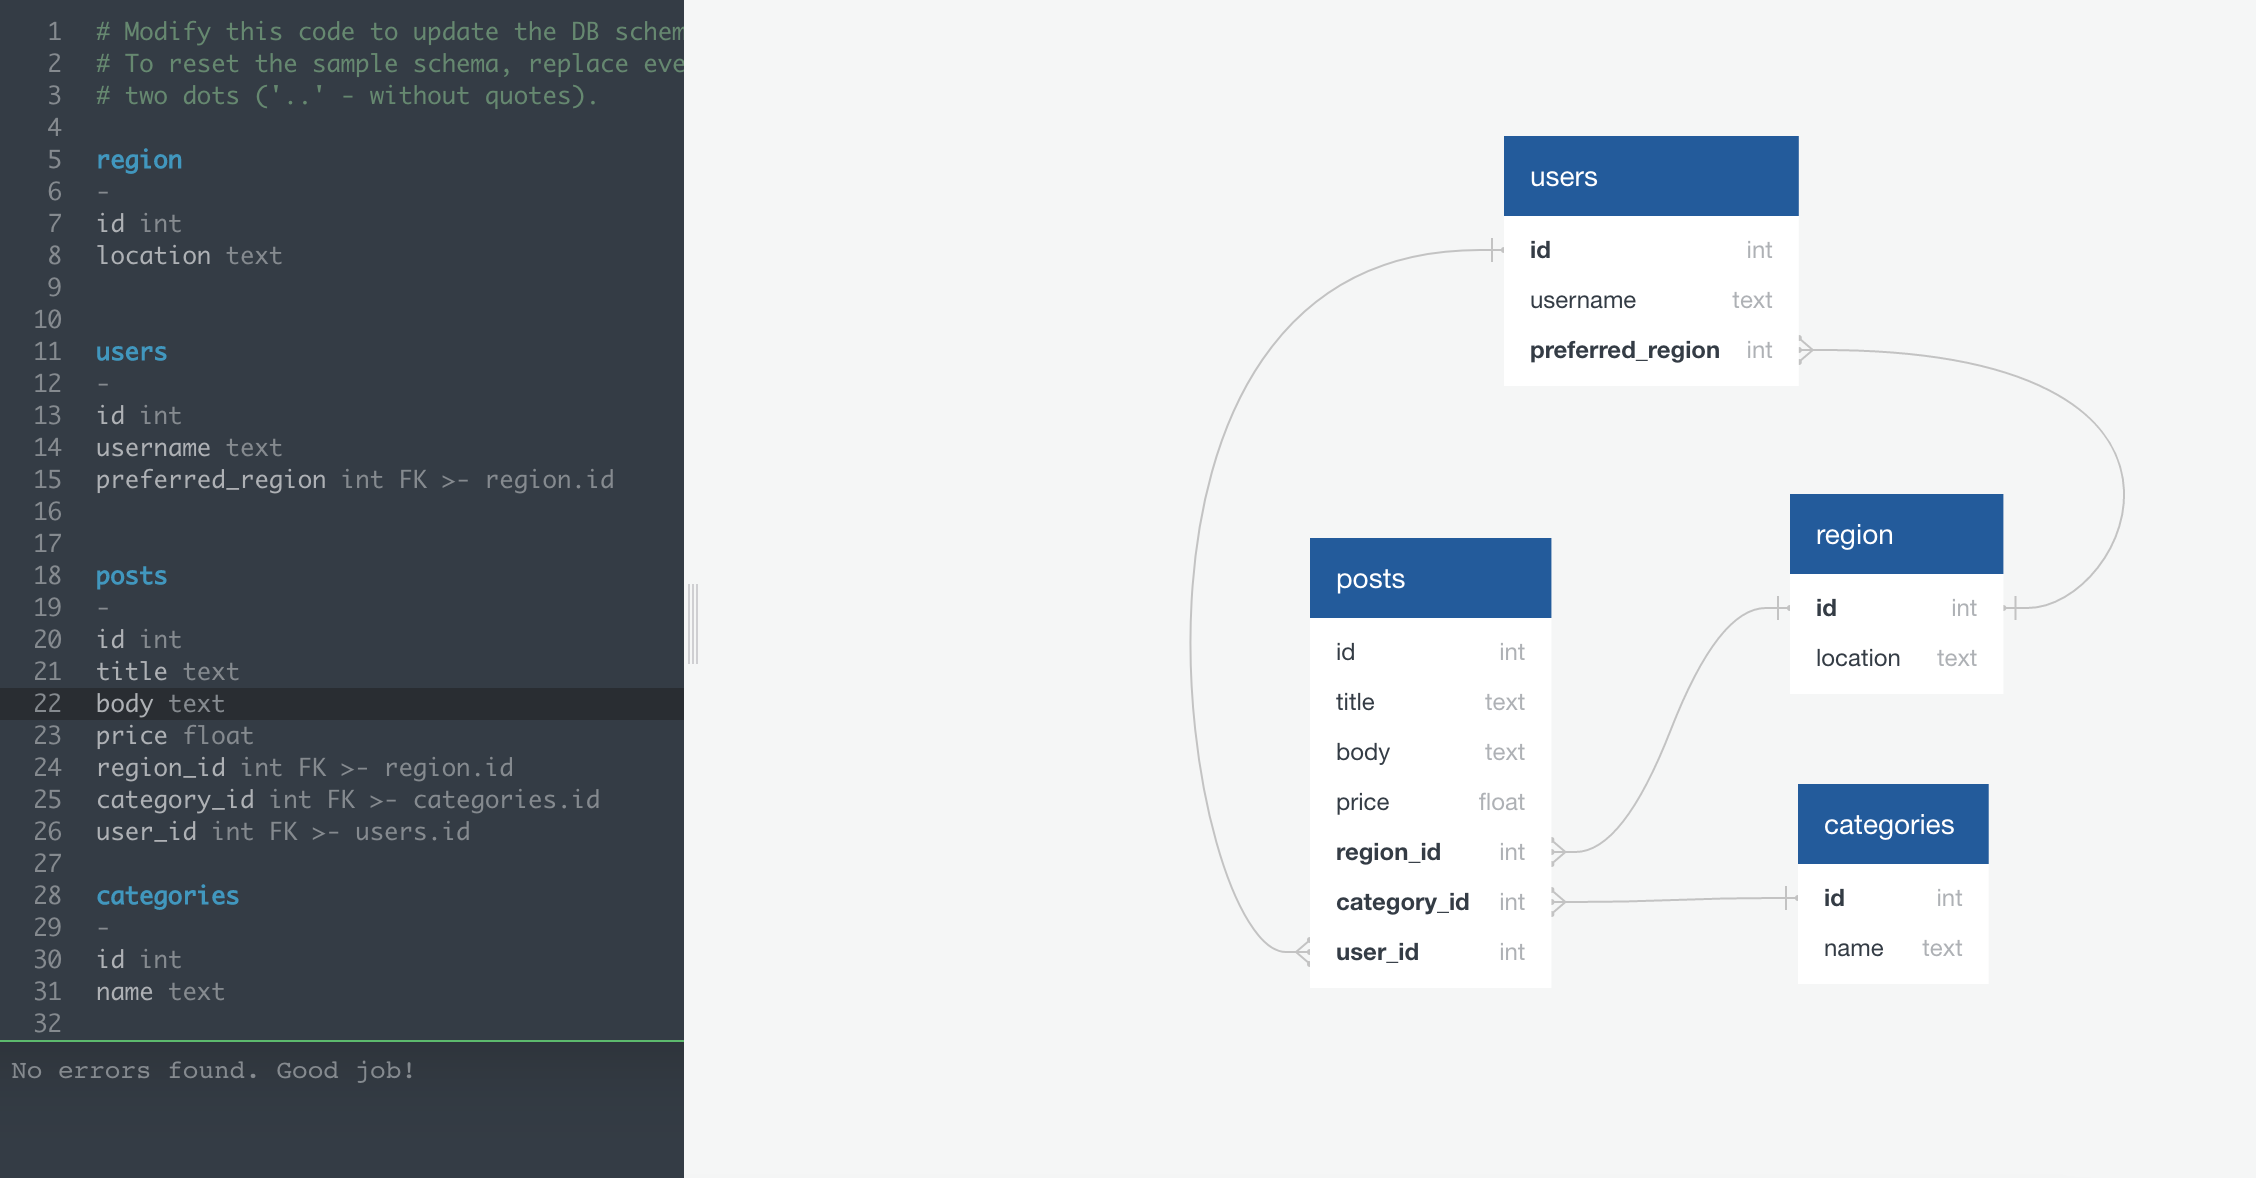 1 # Modify this code to update the DB schem
2 # To reset the sample schema, replace eve
3 # two dots ('..' - without quotes).
4
5 region
6 -
7 id int
8 location text
9
10
11 users
12 -
13 id int
14 username text
15 preferred_region int FK >- region.id
16
17
18 posts
19 -
20 id int
21 title text
22 body text
23 price float
24 region_id int FK >- region.id
25 category_id int FK >- categories.id
26 user_id int FK >- users.id
27
28 categories
29 -
30 id int
31 name text
32
No errors found. Good job!
users
id int
username text
preferred_region int
posts
id int
title text
body text
price float
region_id int
category_id int
user_id int
region
id int
location text
categories
id int
name text